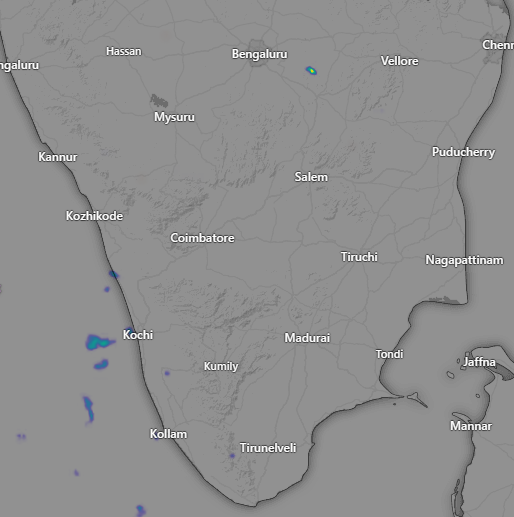 Hassan
Bengaluru
Chenn
ngaluru
Vellore
Mysuru
Kannur
Puducherry
Salem
Kozhikode
Coimbatore
Tiruchi
Nagapattinam
Kochi
Madurai
Tondi
Kumily
Jaffna
Mannar
Kollam
Tirunelveli